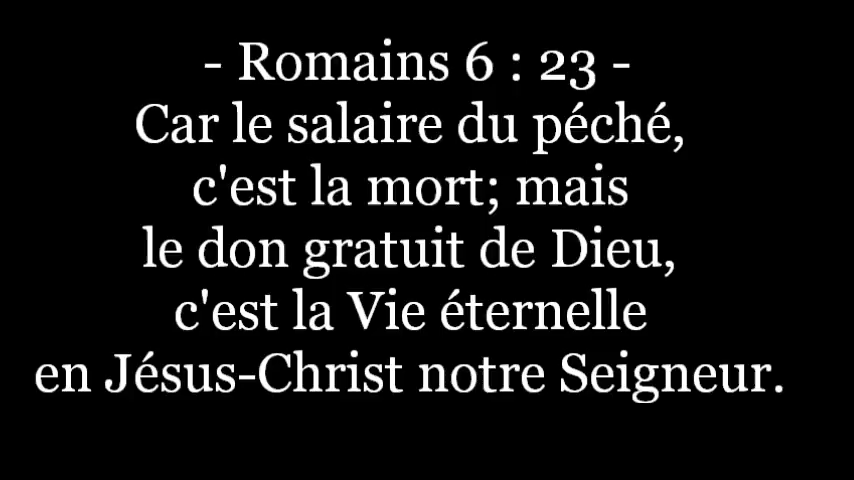 - Romains 6 : 23 -
Car le salaire du péché,
c'est la mort; mais
le don gratuit de Dieu,
c'est la Vie éternelle
en Jésus-Christ notre Seigneur.